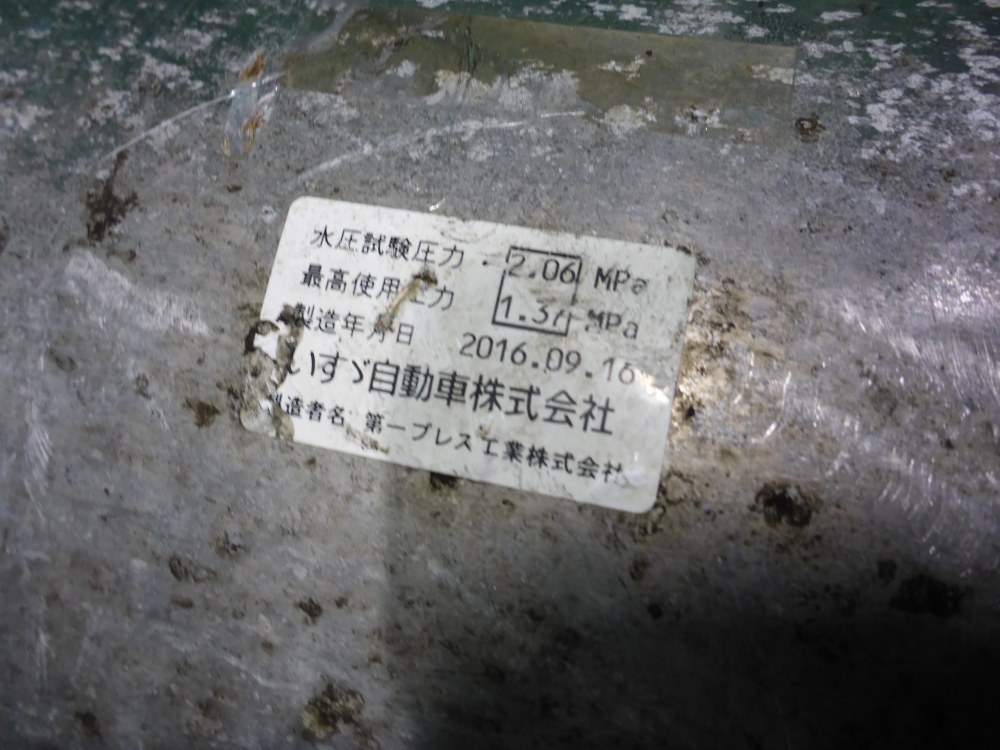 水圧試験圧力 2.06 MPa
最高使用圧力 1.37 MPa
製造年月日 2016.09.16
いすゞ自動車株式会社
製造者名 第一プレス工業株式会社